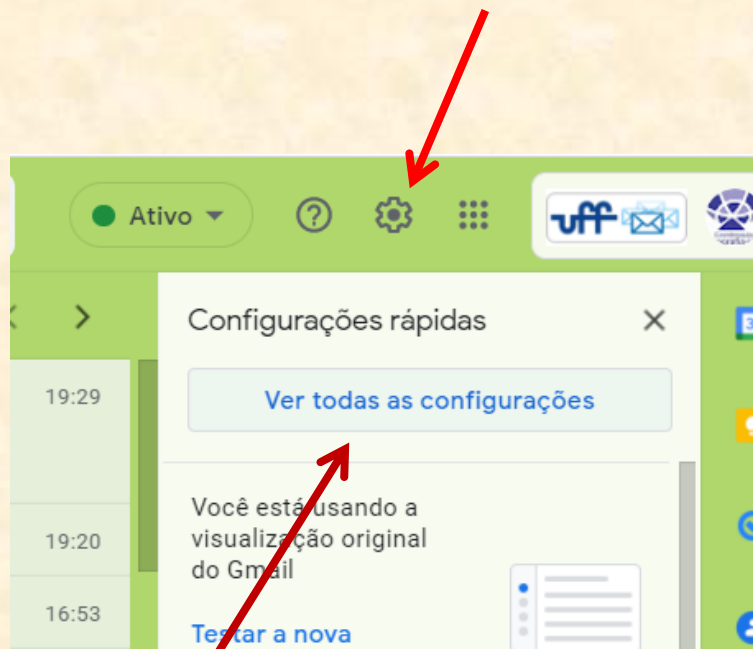 Ativo
uff
Configurações rápidas
19:29
Ver todas as configurações
Você está usando a
19:20
visualização original
do Gmail
16:53
Testar a nova